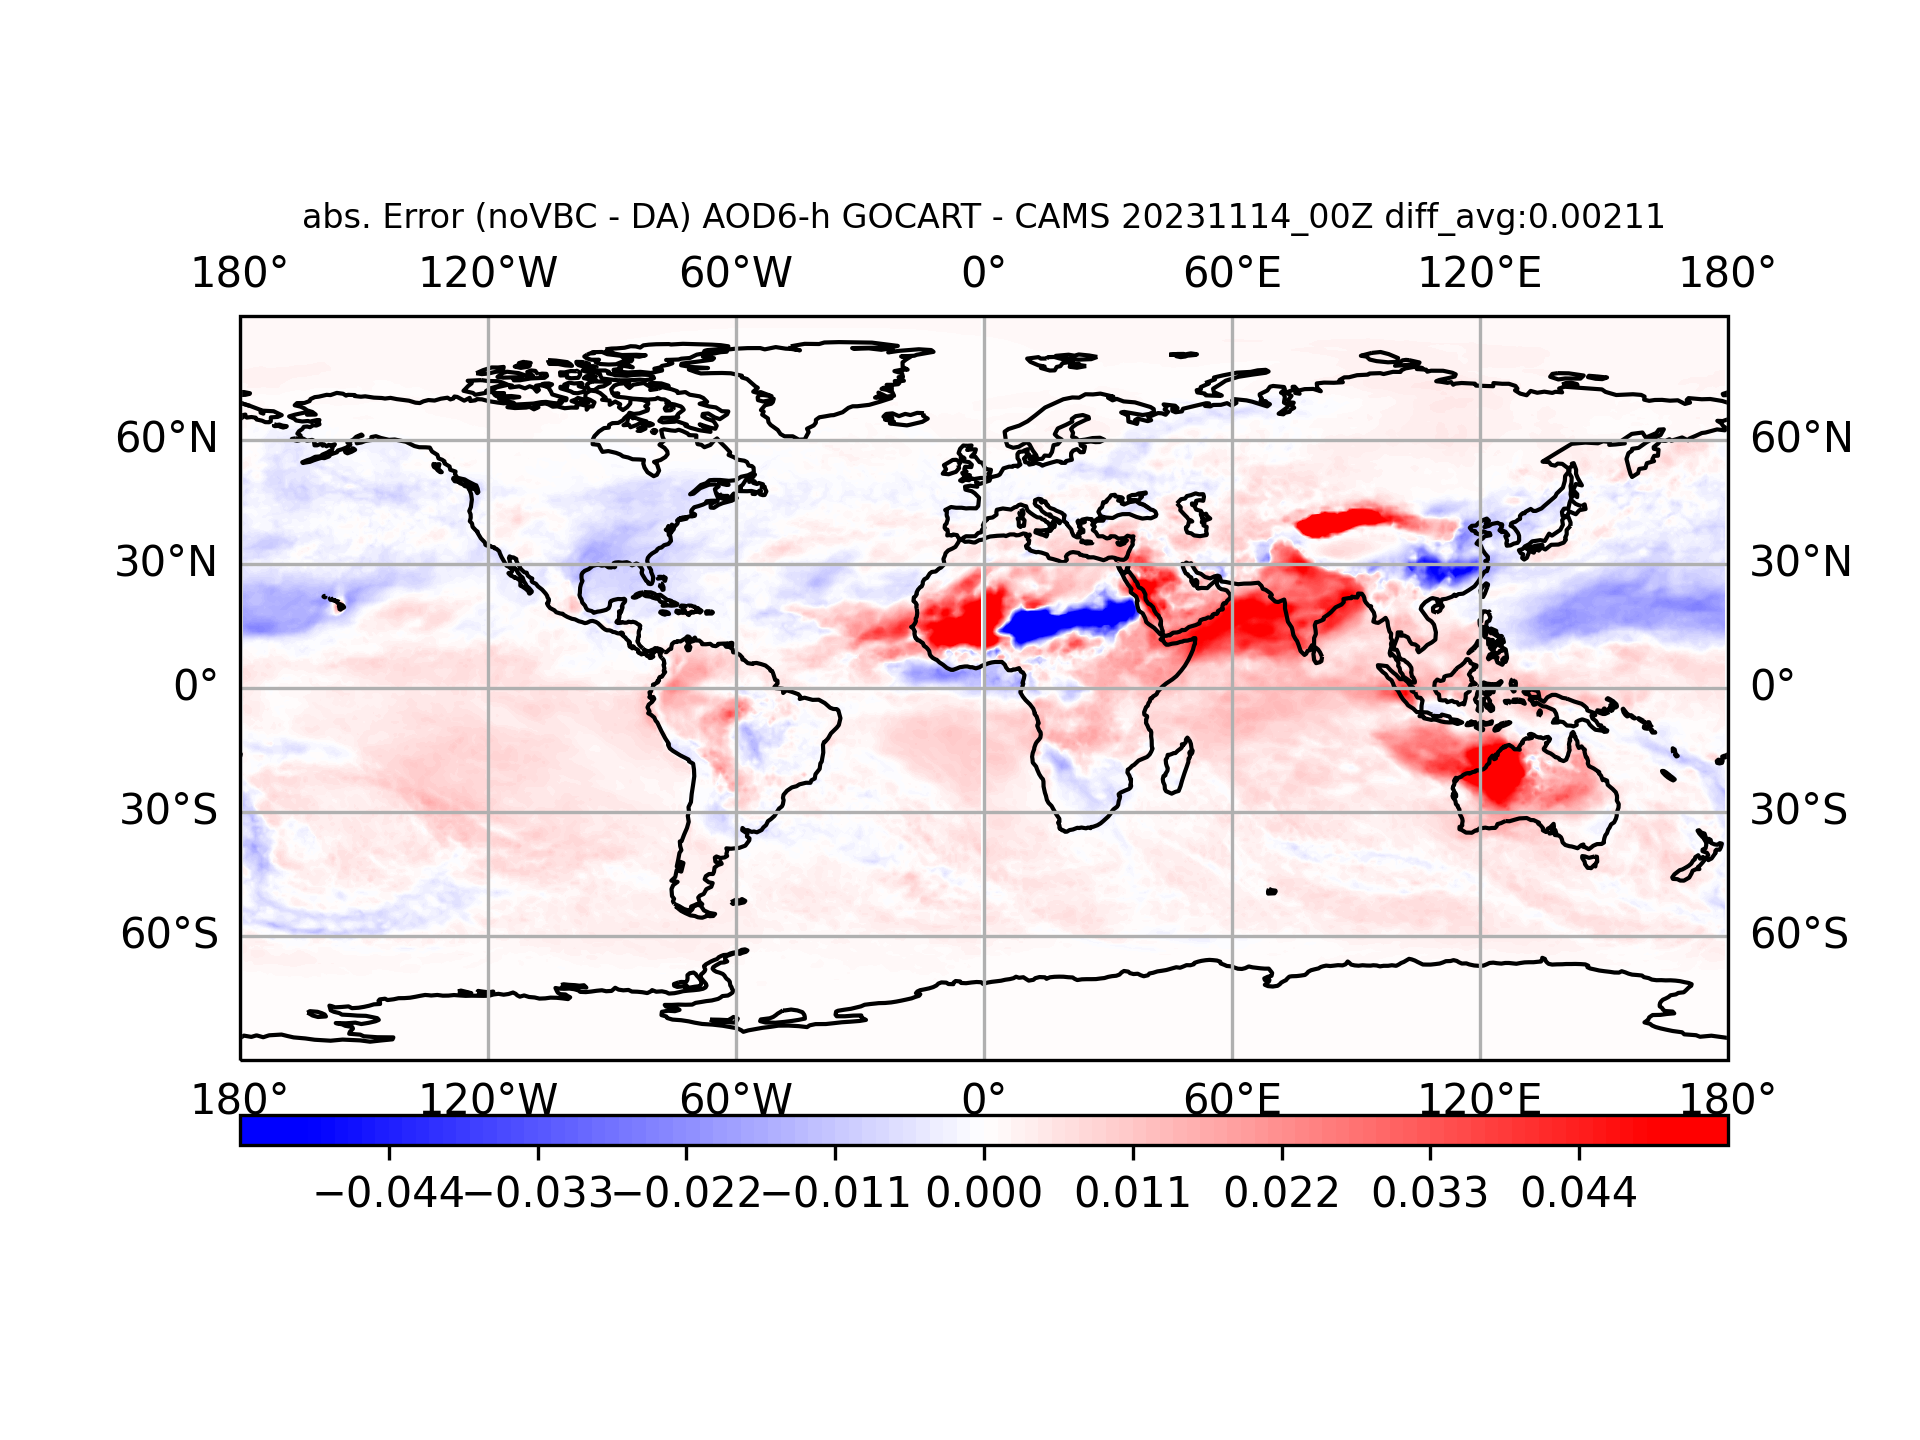 abs. Error (noVBC - DA) AOD6-h GOCART - CAMS 20231114_00Z diff_avg:0.00211
180° 120°W 60°W 0° 60°E 120°E 180°
60°N 60°N
30°N 30°N
0° 0°
30°S 30°S
60°S 60°S
180° 120°W 60°W 0° 60°E 120°E 180°
−0.044 −0.033 −0.022 −0.011 0.000 0.011 0.022 0.033 0.044